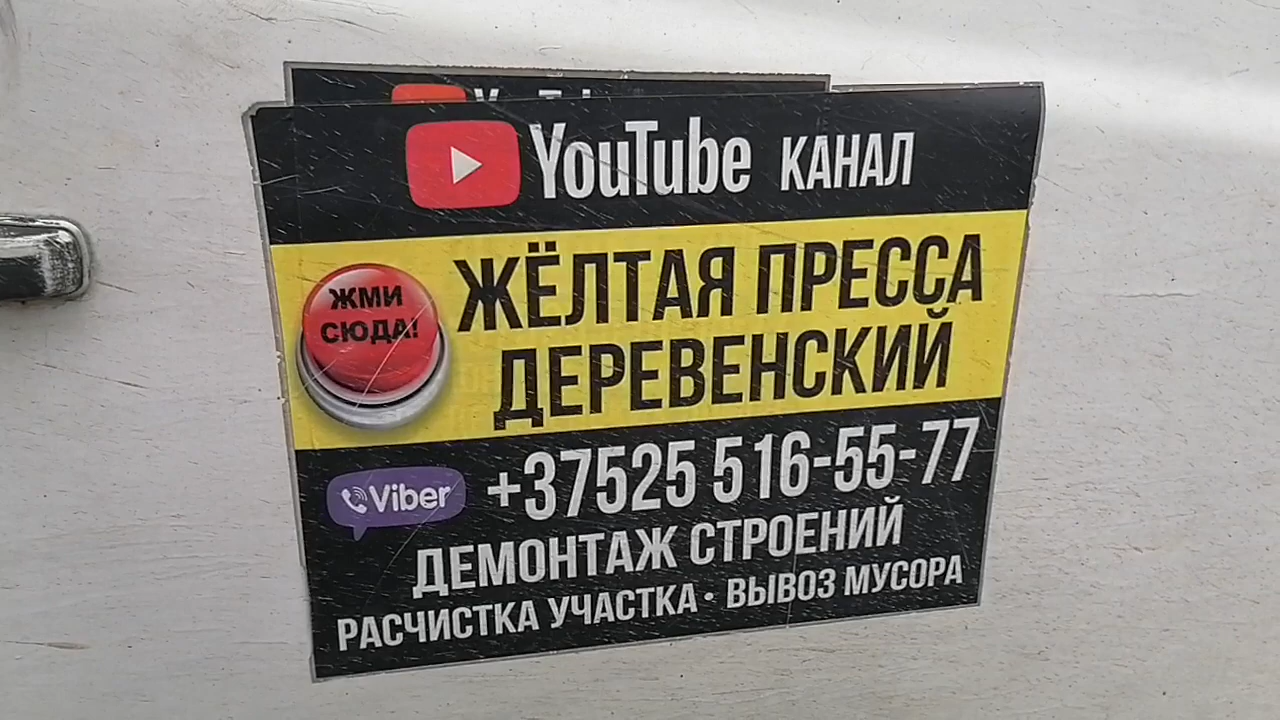 YouTube КАНАЛ
ЖМИ
СЮДА!
ЖЁЛТАЯ ПРЕССА
ДЕРЕВЕНСКИЙ
Viber +37525 516-55-77
ДЕМОНТАЖ СТРОЕНИЙ
РАСЧИСТКА УЧАСТКА • ВЫВОЗ МУСОРА